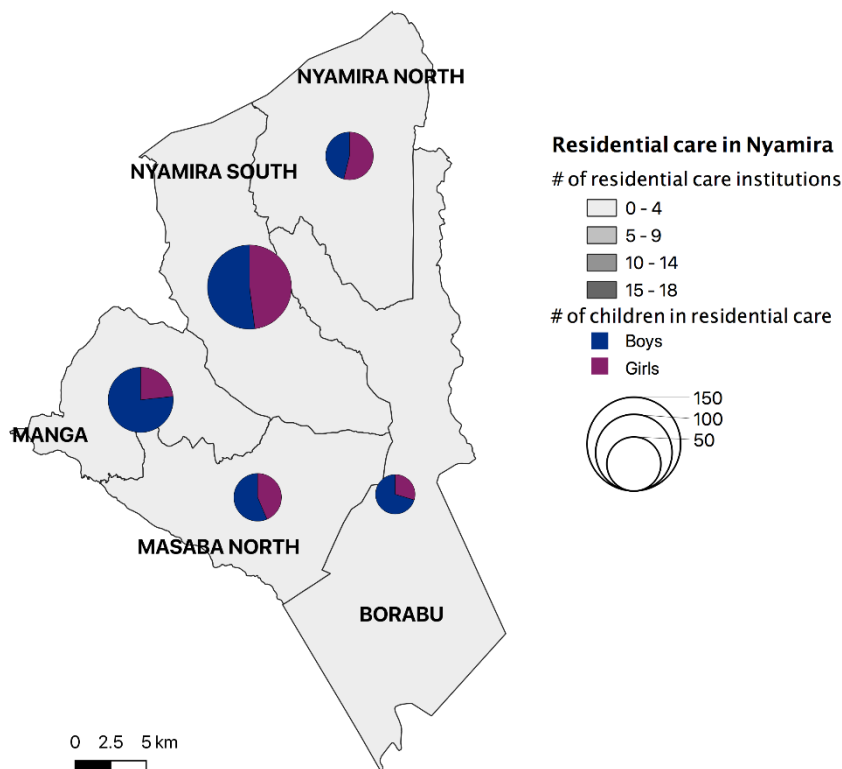 NYAMIRA NORTH
NYAMIRA SOUTH
MANGA
MASABA NORTH
BORABU
0 2.5 5 km
Residential care in Nyamira
# of residential care institutions
0 - 4
5 - 9
10 - 14
15 - 18
# of children in residential care
Boys
Girls
150
100
50